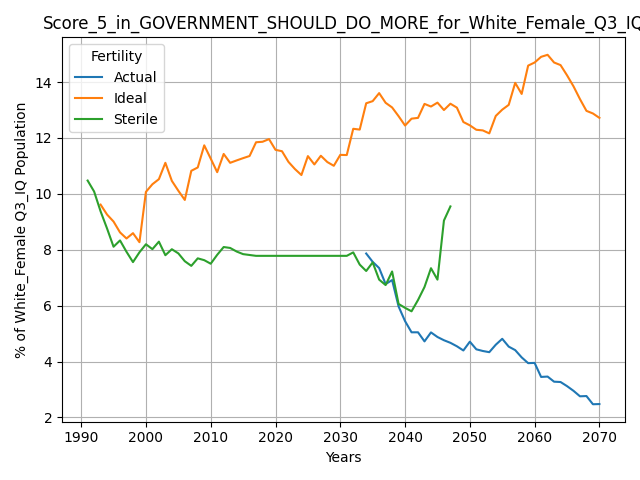 Score_5_in_GOVERNMENT_SHOULD_DO_MORE_for_White_Female_Q3_IQ
Fertility
Actual
Ideal
Sterile
% of White_Female Q3_IQ Population
14
12
10
8
6
4
2
1990 2000 2010 2020 2030 2040 2050 2060 2070
Years